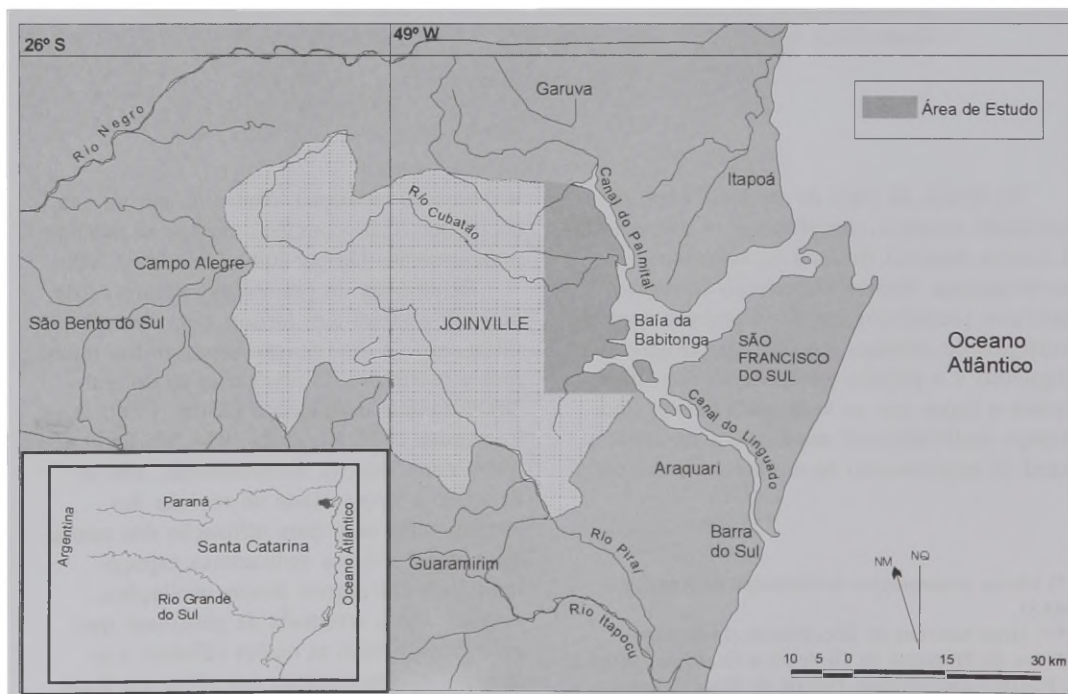 26º S
49º W
Garuva
Área de Estudo
Rio Negro
Canal do Palmital
Itapoá
Rio Cubatão
Campo Alegre
São Bento do Sul
JOINVILLE
Baía da
Babitonga
SÃO
FRANCISCO
DO SUL
Oceano
Atlântico
Canal do Linguado
Araquari
Barra
do Sul
Guaramirim
Rio Piraí
Rio Itapocu
Argentina
Paraná
Santa Catarina
Rio Grande
do Sul
Oceano Atlântico
NM
NQ
10 5 0 15 30 km